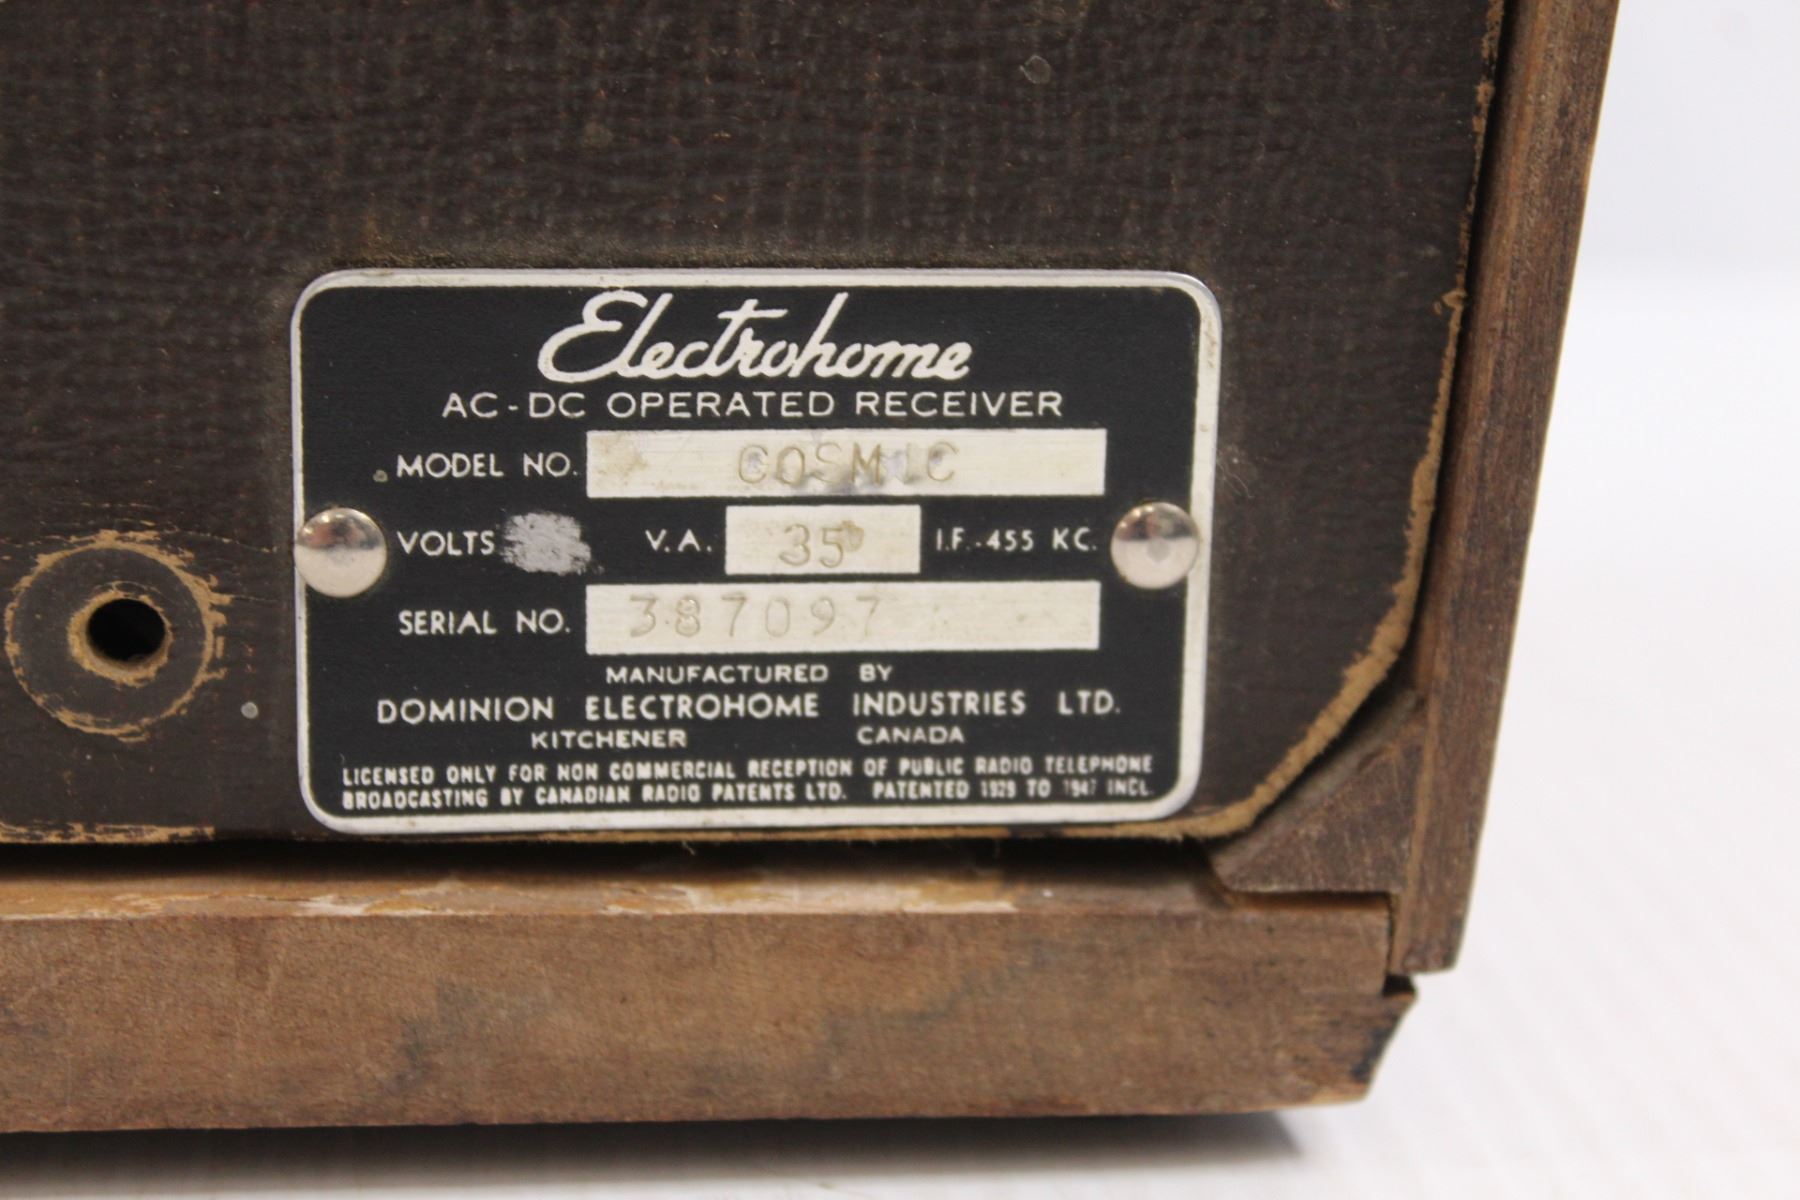 Electrohome
AC-DC OPERATED RECEIVER
MODEL NO. COSMIC
VOLTS V.A. 35 I.F.-455 KC.
SERIAL NO. 387097
MANUFACTURED BY
DOMINION ELECTROHOME INDUSTRIES LTD.
KITCHENER CANADA
LICENSED ONLY FOR NON COMMERCIAL RECEPTION OF PUBLIC RADIO TELEPHONE
BROADCASTING BY CANADIAN RADIO PATENTS LTD. PATENTED 1929 TO 1947 INCL.